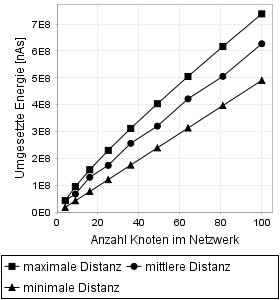 Umgesetzte Energie [nAs]
7E8
6E8
5E8
4E8
3E8
2E8
1E8
0E0
0 20 40 60 80 100
Anzahl Knoten im Netzwerk
maximale Distanz mittlere Distanz
minimale Distanz